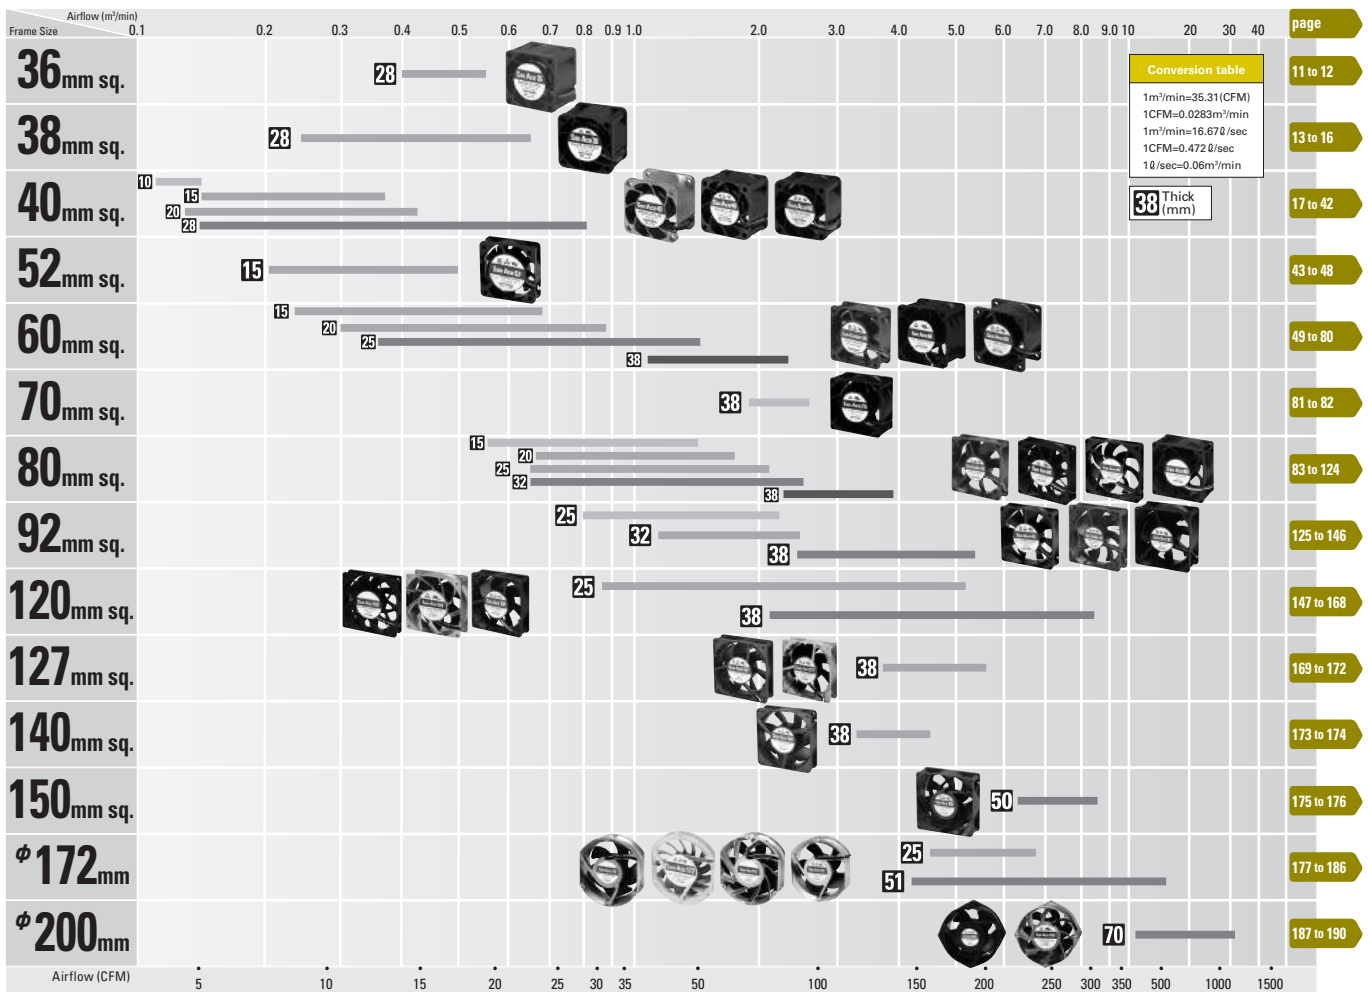 Airflow (m³/min)
Frame Size
0.1 0.2 0.3 0.4 0.5 0.6 0.7 0.8 0.9 1.0 2.0 3.0 4.0 5.0 6.0 7.0 8.0 9.0 10 20 30 40
page
36mm sq.
28
11 to 12
Conversion table
1m³/min=35.31(CFM)
1CFM=0.0283m³/min
1m³/min=16.67ℓ/sec
1CFM=0.472ℓ/sec
1ℓ/sec=0.06m³/min
38 Thick
(mm)
38mm sq.
28
13 to 16
40mm sq.
10
15
20
28
17 to 42
52mm sq.
15
43 to 48
60mm sq.
15
20
25
38
49 to 80
70mm sq.
38
81 to 82
80mm sq.
15
20
25
32
38
83 to 124
92mm sq.
25
32
38
125 to 146
120mm sq.
25
38
147 to 168
127mm sq.
38
169 to 172
140mm sq.
38
173 to 174
150mm sq.
50
175 to 176
φ172mm
25
51
177 to 186
φ200mm
70
187 to 190
Airflow (CFM)
5 10 15 20 25 30 35 50 100 150 200 250 300 350 500 1000 1500